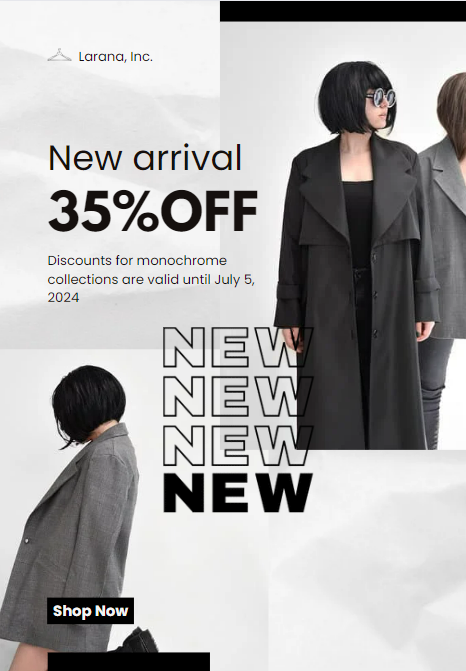 Larana, Inc.
New arrival
35%OFF
Discounts for monochrome
collections are valid until July 5,
2024
NEW
NEW
NEW
NEW
Shop Now